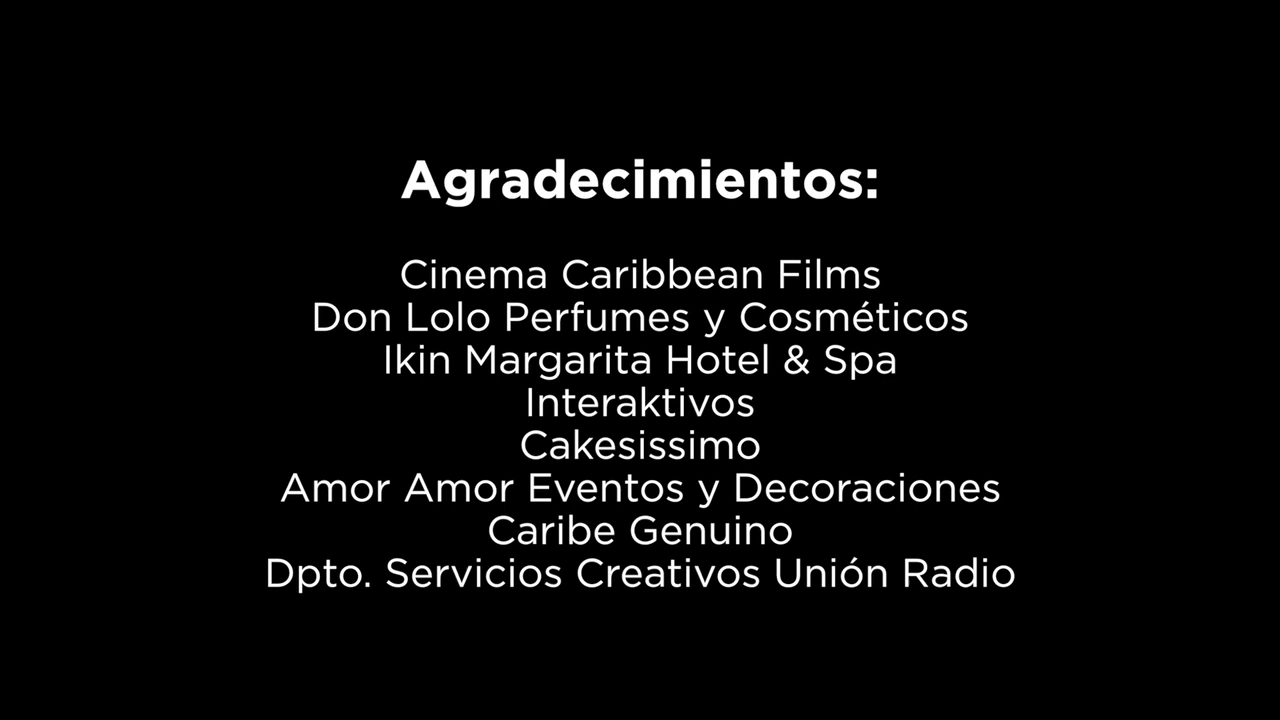 Agradecimientos:
Cinema Caribbean Films
Don Lolo Perfumes y Cosméticos
Ikin Margarita Hotel & Spa
Interaktivos
Cakesissimo
Amor Amor Eventos y Decoraciones
Caribe Genuino
Dpto. Servicios Creativos Unión Radio